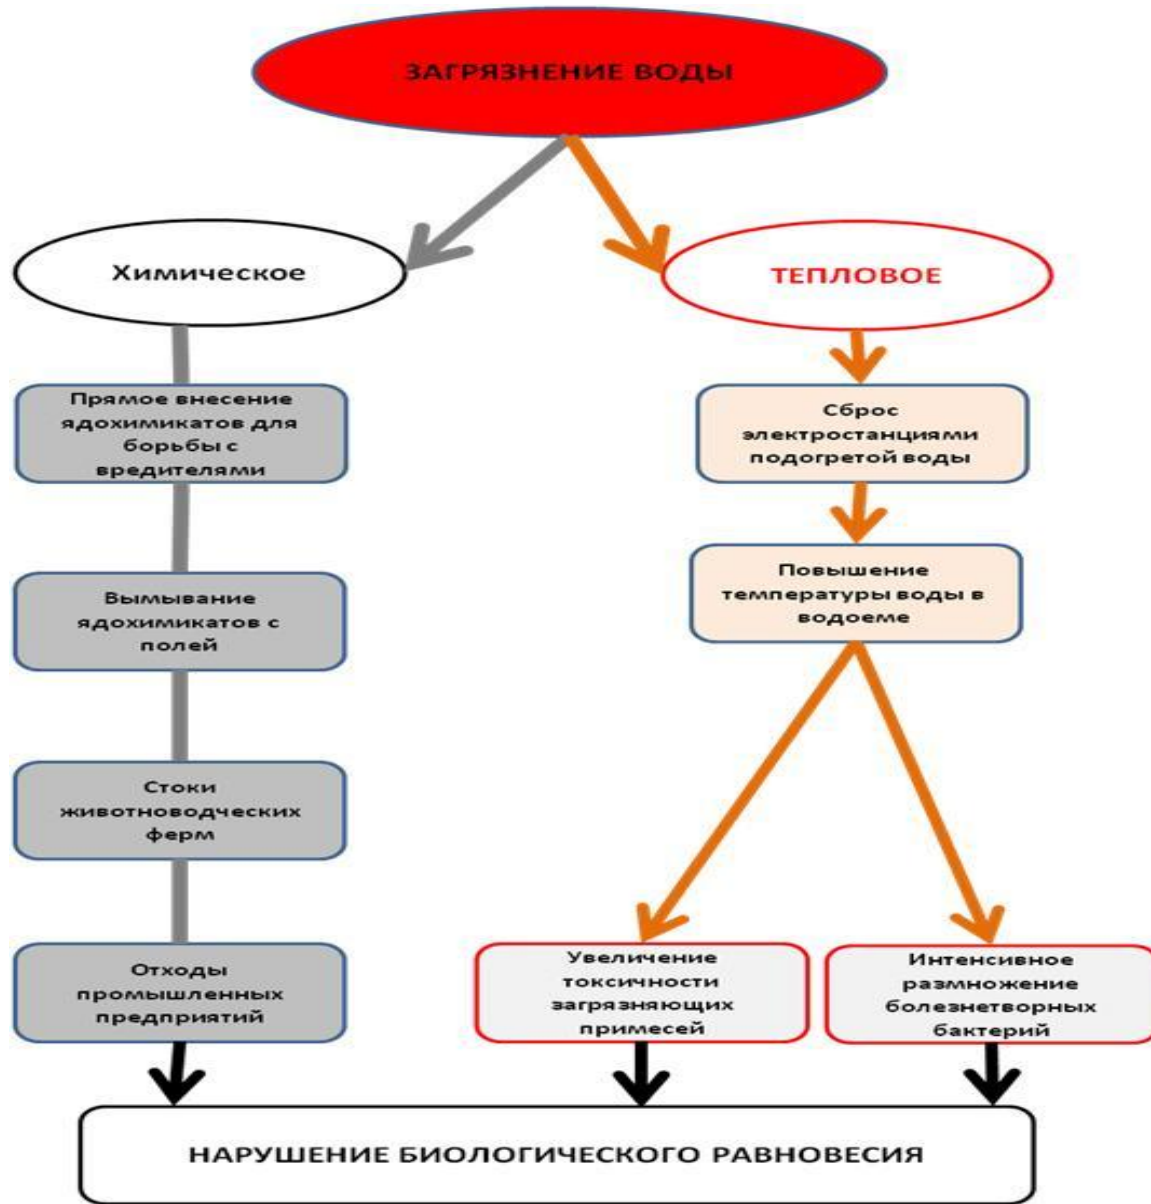 ЗАГРЯЗНЕНИЕ ВОДЫ
Химическое
ТЕПЛОВОЕ
Прямое внесение
ядохимикатов для
борьбы с
вредителями
Сброс
электростанциями
подогретой воды
Вымывание
ядохимикатов с
полей
Повышение
температуры воды в
водоеме
Стоки
животноводческих
ферм
Отходы
промышленных
предприятий
Увеличение
токсичности
загрязняющих
примесей
Интенсивное
размножение
болезнетворных
бактерий
НАРУШЕНИЕ БИОЛОГИЧЕСКОГО РАВНОВЕСИЯ